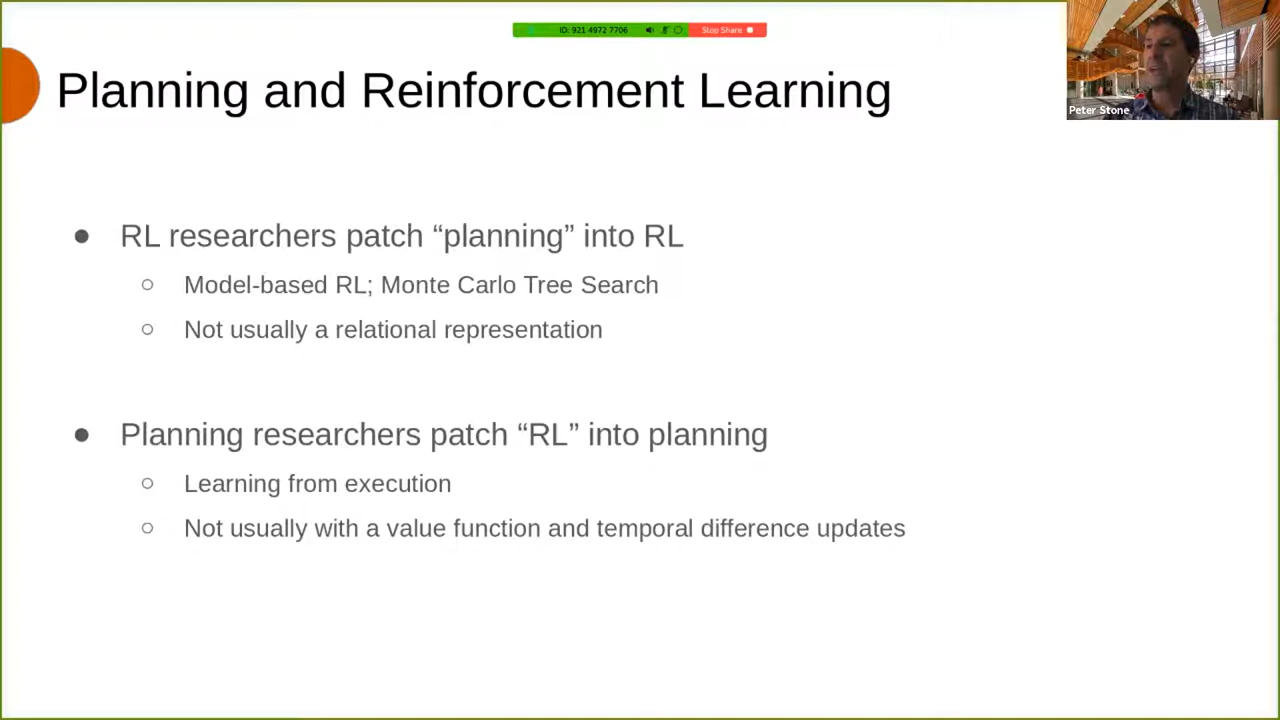 ID: 921 4972 7706
Stop Share
Planning and Reinforcement Learning
Peter Stone
● RL researchers patch “planning” into RL
○ Model-based RL; Monte Carlo Tree Search
○ Not usually a relational representation
● Planning researchers patch “RL” into planning
○ Learning from execution
○ Not usually with a value function and temporal difference updates